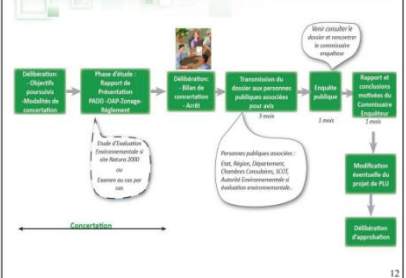 Venir consulter le
dossier et rencontrer
le commissaire
enquêteur
Délibération:
- Objectifs
poursuivis
-Modalités de
concertation
Phase d'étude :
Rapport de
Présentation
PADD -OAP-Zonage-
Règlement
Délibération:
- Bilan de
concertation
- Arrêt
Transmission du
dossier aux personnes
publiques associées
pour avis
3 mois
Enquête
publique
1 mois
Rapport et
conclusions
motivées du
Commissaire
Enquêteur
1 mois
Etude d'Evaluation
Environnementale si
site Natura 2000
ou
Examen au cas par
cas
Personnes publiques associées :
Etat, Région, Département,
Chambres Consulaires, SCOT,
Autorité Environnementale si
évaluation environnementale..
Modification
éventuelle du
projet de PLU
Délibération
d'approbation
Concertation
12